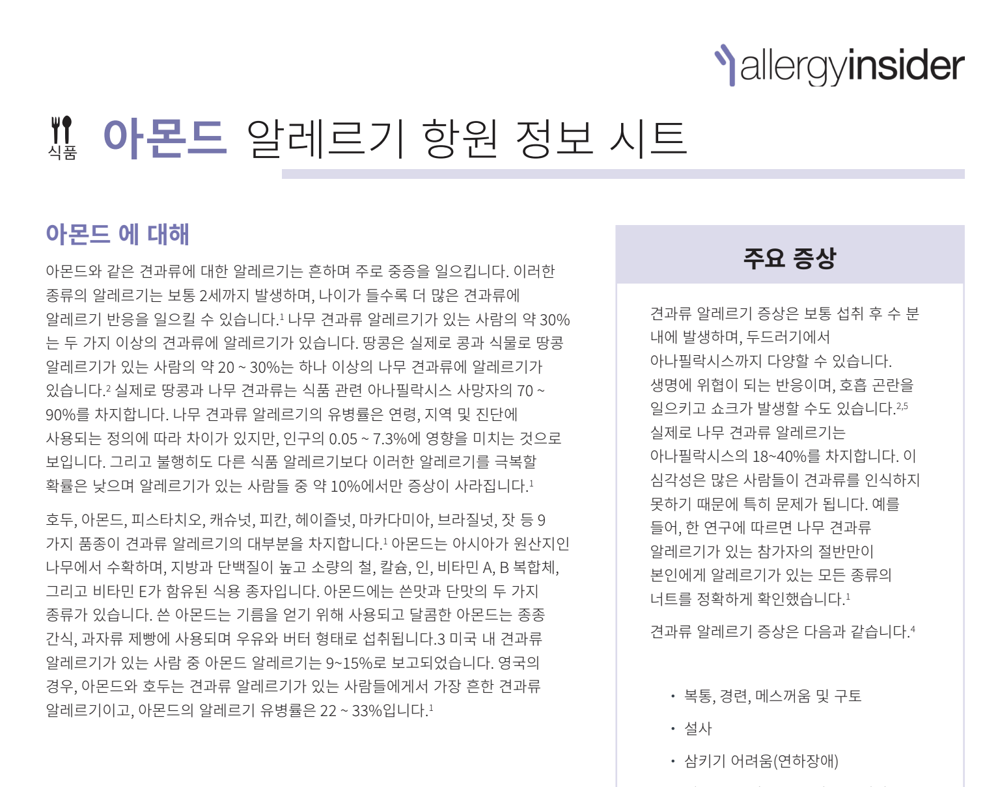 allergyinsider
식품
아몬드 알레르기 항원 정보 시트
아몬드 에 대해
아몬드와 같은 견과류에 대한 알레르기는 흔하며 주로 중증을 일으킵니다. 이러한
종류의 알레르기는 보통 2세까지 발생하며, 나이가 들수록 더 많은 견과류에
알레르기 반응을 일으킬 수 있습니다.¹ 나무 견과류 알레르기가 있는 사람의 약 30%
는 두 가지 이상의 견과류에 알레르기가 있습니다. 땅콩은 실제로 콩과 식물로 땅콩
알레르기가 있는 사람의 약 20 ~ 30%는 하나 이상의 나무 견과류에 알레르기가
있습니다.² 실제로 땅콩과 나무 견과류는 식품 관련 아나필락시스 사망자의 70 ~
90%를 차지합니다. 나무 견과류 알레르기의 유병률은 연령, 지역 및 진단에
사용되는 정의에 따라 차이가 있지만, 인구의 0.05 ~ 7.3%에 영향을 미치는 것으로
보입니다. 그리고 불행히도 다른 식품 알레르기보다 이러한 알레르기를 극복할
확률은 낮으며 알레르기가 있는 사람들 중 약 10%에서만 증상이 사라집니다.¹
호두, 아몬드, 피스타치오, 캐슈넛, 피칸, 헤이즐넛, 마카다미아, 브라질넛, 잣 등 9
가지 품종이 견과류 알레르기의 대부분을 차지합니다.¹ 아몬드는 아시아가 원산지인
나무에서 수확하며, 지방과 단백질이 높고 소량의 철, 칼슘, 인, 비타민 A, B 복합체,
그리고 비타민 E가 함유된 식용 종자입니다. 아몬드에는 쓴맛과 단맛의 두 가지
종류가 있습니다. 쓴 아몬드는 기름을 얻기 위해 사용되고 달콤한 아몬드는 종종
간식, 과자류 제빵에 사용되며 우유와 버터 형태로 섭취됩니다.3 미국 내 견과류
알레르기가 있는 사람 중 아몬드 알레르기는 9~15%로 보고되었습니다. 영국의
경우, 아몬드와 호두는 견과류 알레르기가 있는 사람들에게서 가장 흔한 견과류
알레르기이고, 아몬드의 알레르기 유병률은 22 ~ 33%입니다.¹
주요 증상
견과류 알레르기 증상은 보통 섭취 후 수 분
내에 발생하며, 두드러기에서
아나필락시스까지 다양할 수 있습니다.
생명에 위협이 되는 반응이며, 호흡 곤란을
일으키고 쇼크가 발생할 수도 있습니다.²,⁵
실제로 나무 견과류 알레르기는
아나필락시스의 18~40%를 차지합니다. 이
심각성은 많은 사람들이 견과류를 인식하지
못하기 때문에 특히 문제가 됩니다. 예를
들어, 한 연구에 따르면 나무 견과류
알레르기가 있는 참가자의 절반만이
본인에게 알레르기가 있는 모든 종류의
너트를 정확하게 확인했습니다.¹
견과류 알레르기 증상은 다음과 같습니다.⁴
• 복통, 경련, 메스꺼움 및 구토
• 설사
• 삼키기 어려움(연하장애)